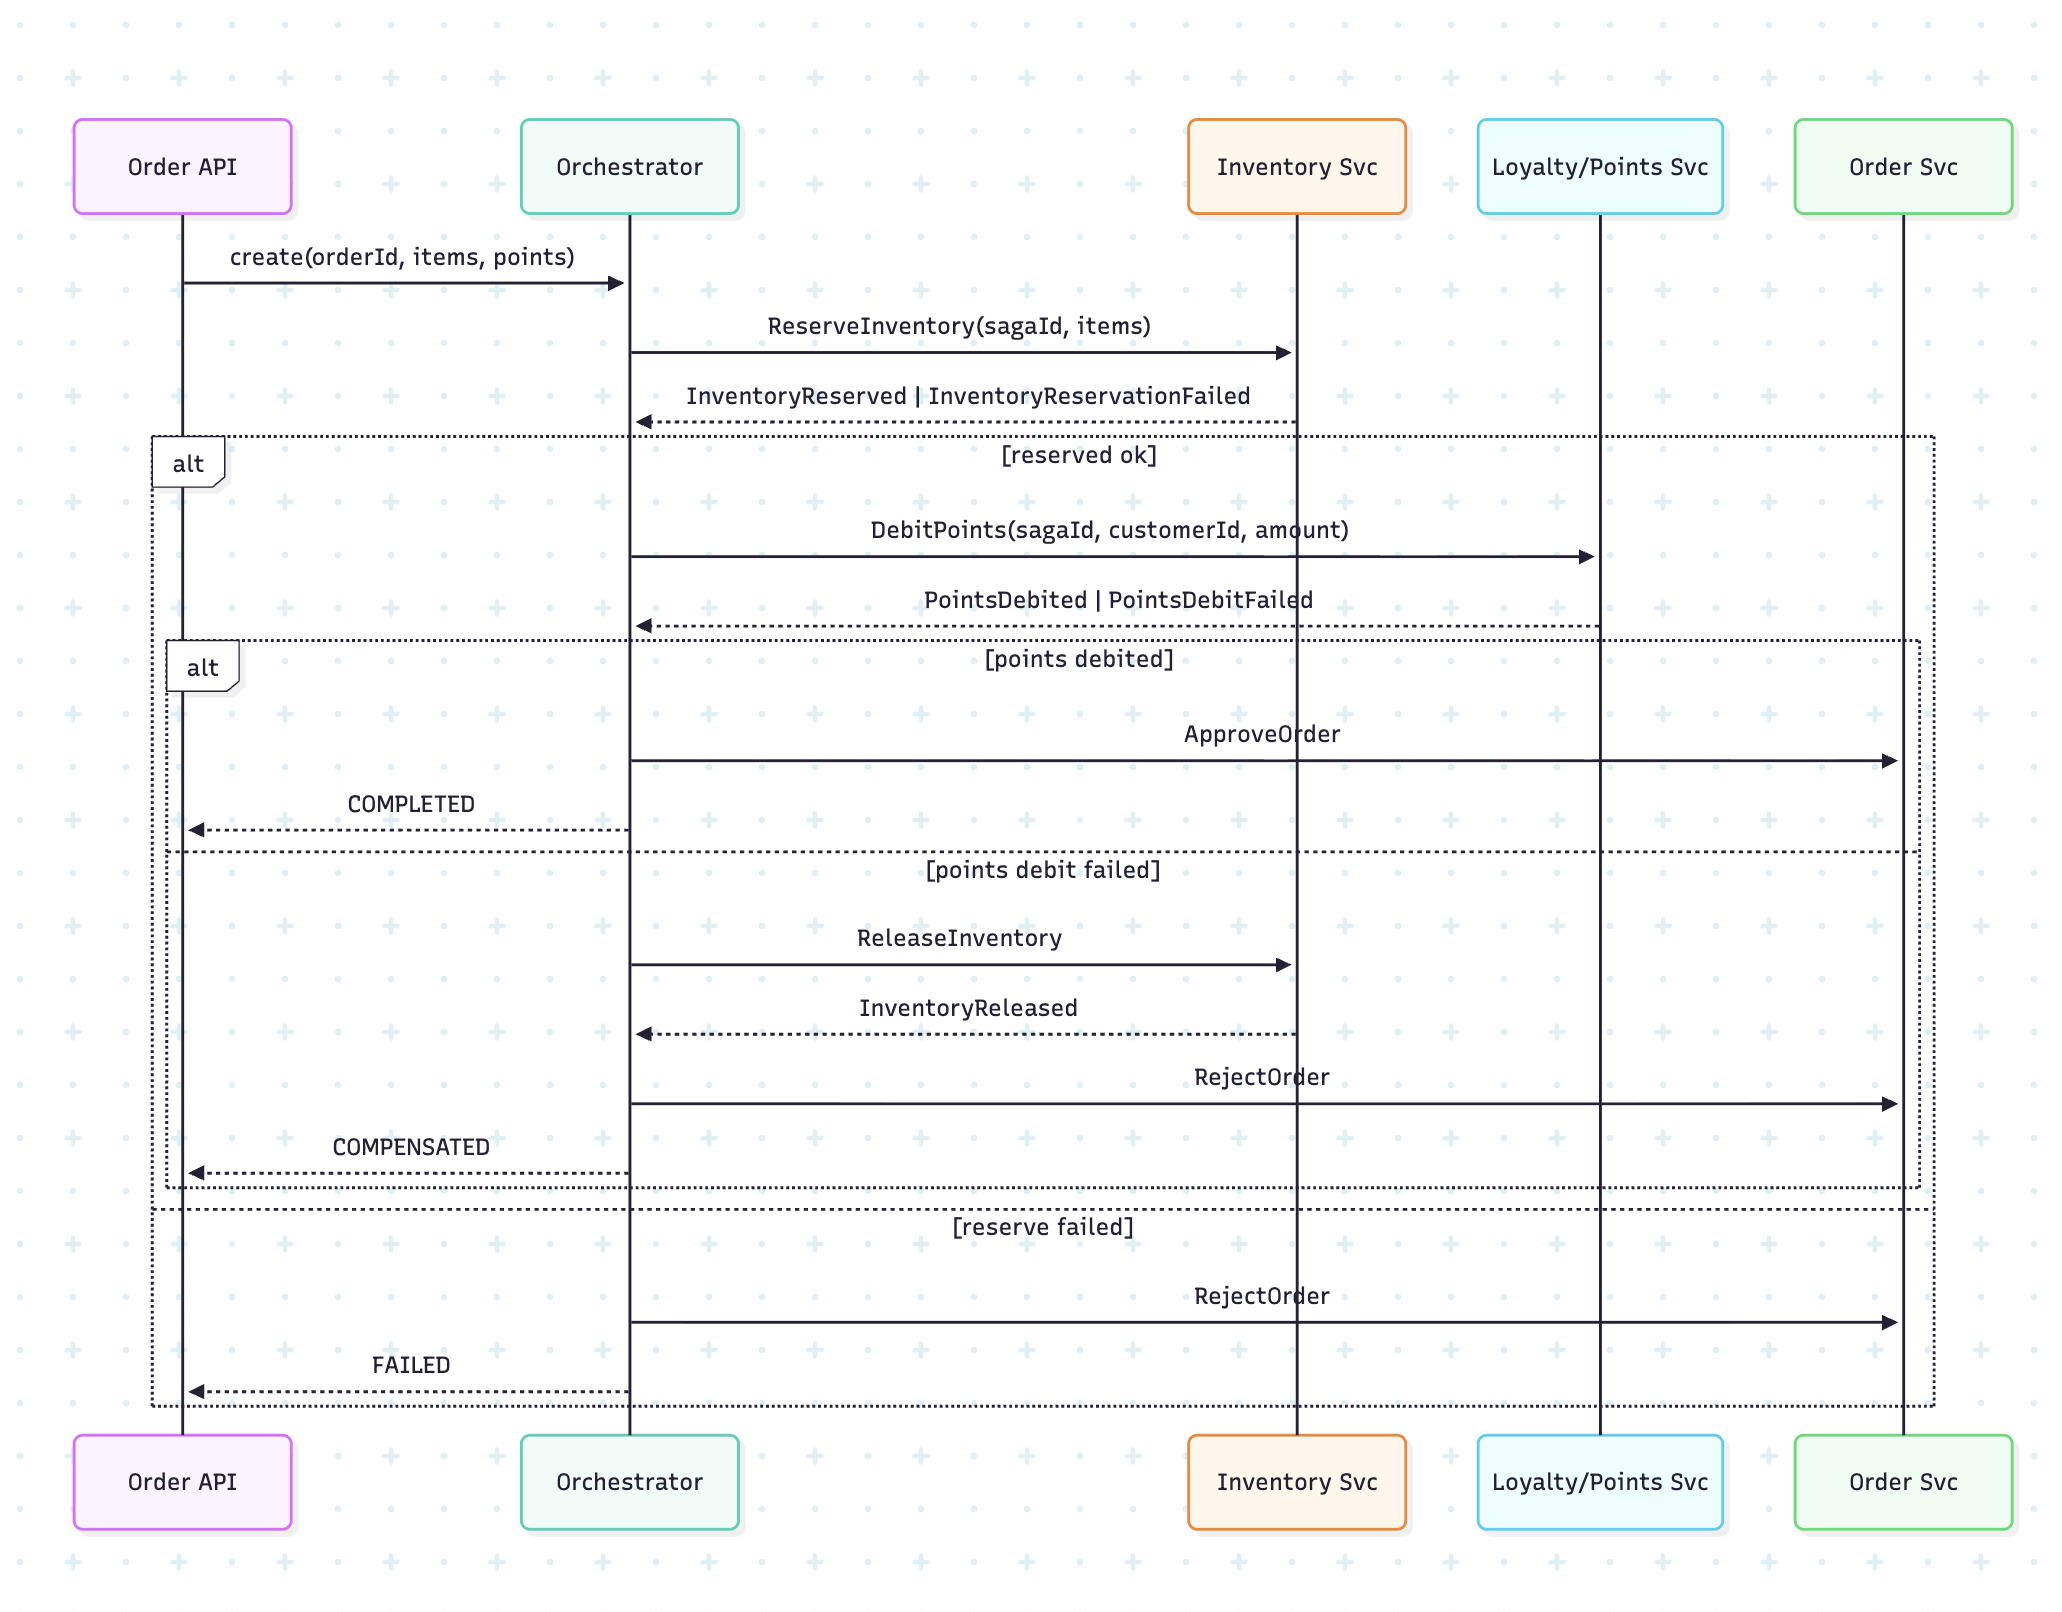 Order API
Orchestrator
Inventory Svc
Loyalty/Points Svc
Order Svc
create(orderId, items, points)
ReserveInventory(sagaId, items)
InventoryReserved | InventoryReservationFailed
alt
[reserved ok]
DebitPoints(sagaId, customerId, amount)
PointsDebited | PointsDebitFailed
alt
[points debited]
ApproveOrder
COMPLETED
[points debit failed]
ReleaseInventory
InventoryReleased
RejectOrder
COMPENSATED
[reserve failed]
RejectOrder
FAILED
Order API
Orchestrator
Inventory Svc
Loyalty/Points Svc
Order Svc